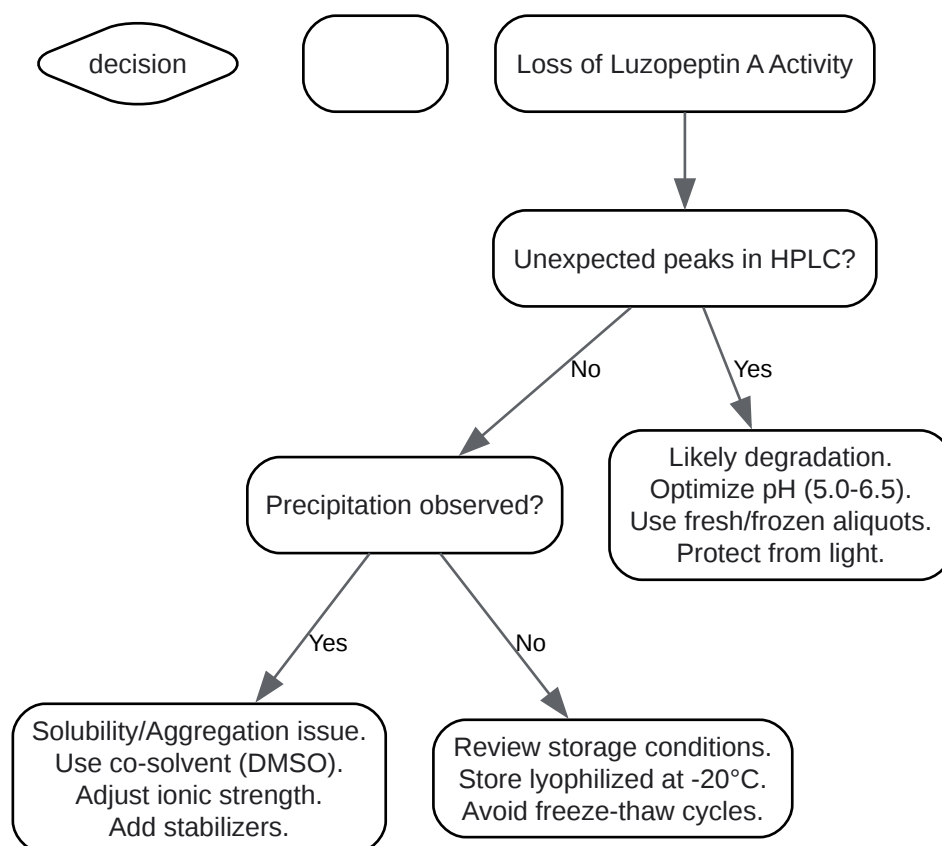 decision
Loss of Luzopeptin A Activity
Unexpected peaks in HPLC?
No
Yes
Likely degradation.
Optimize pH (5.0-6.5).
Use fresh/frozen aliquots.
Protect from light.
Precipitation observed?
Yes
No
Solubility/Aggregation issue.
Use co-solvent (DMSO).
Adjust ionic strength.
Add stabilizers.
Review storage conditions.
Store lyophilized at -20°C.
Avoid freeze-thaw cycles.